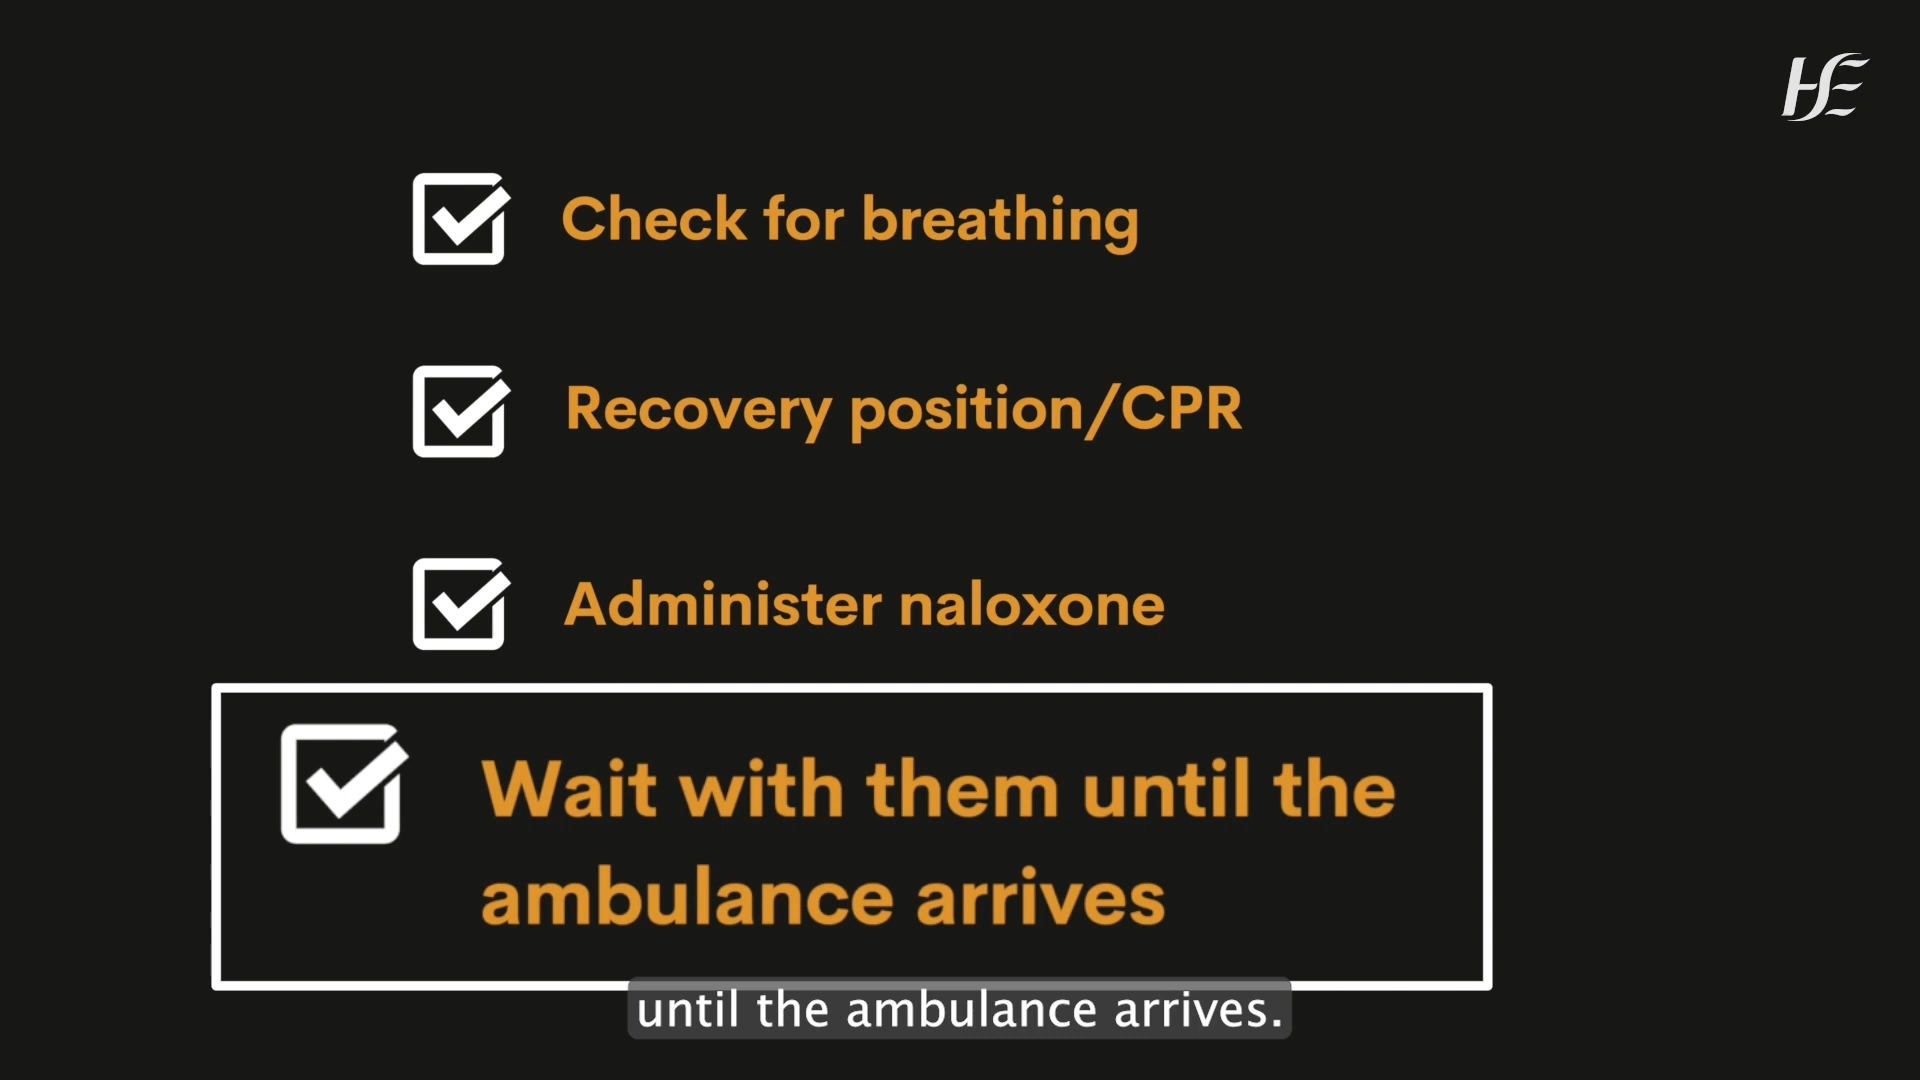 HSE
Check for breathing
Recovery position/CPR
Administer naloxone
Wait with them until the
ambulance arrives
until the ambulance arrives.